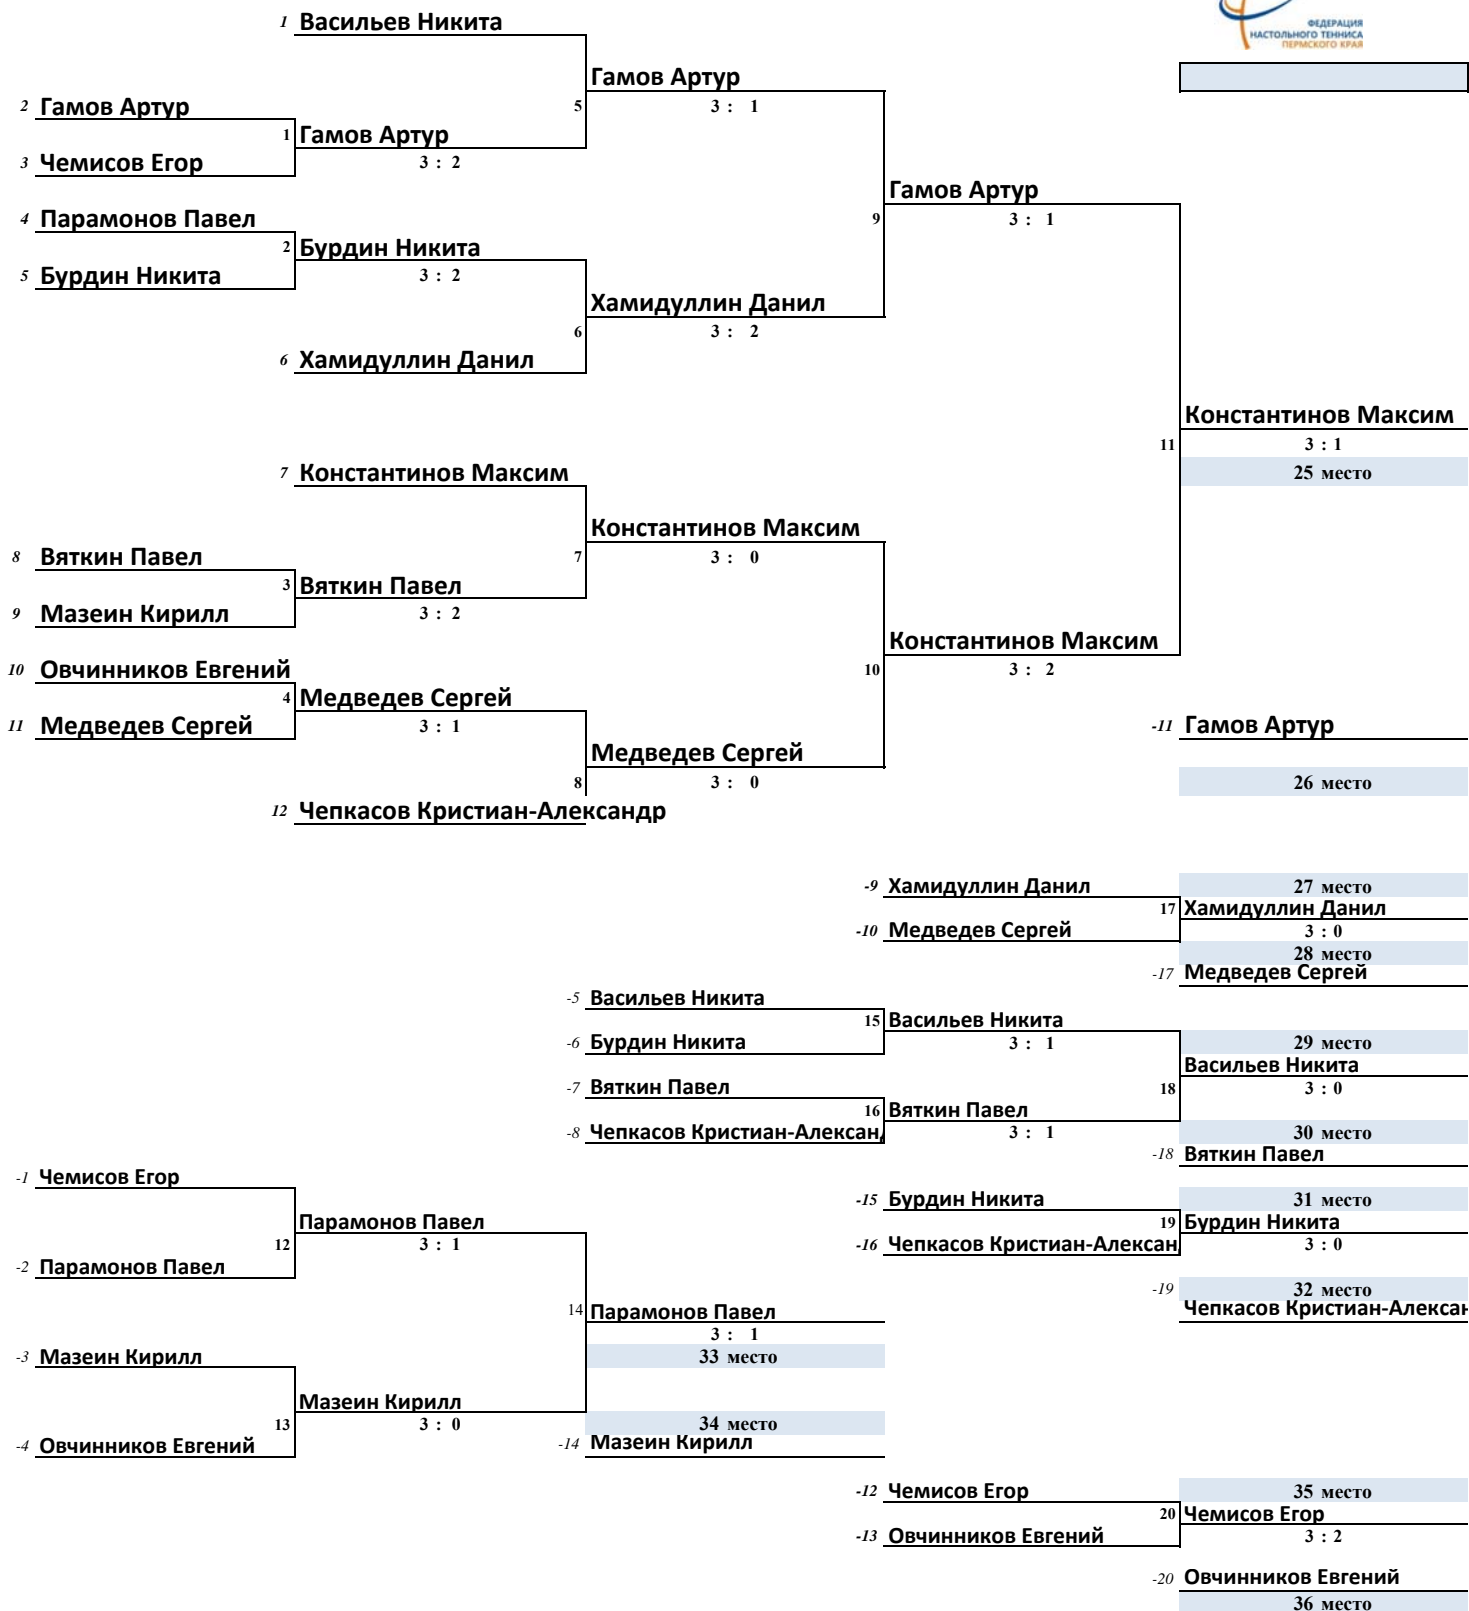 ФЕДЕРАЦИЯ
НАСТОЛЬНОГО ТЕННИСА
ПЕРМСКОГО КРАЯ
1 Васильев Никита
Гамов Артур
2 Гамов Артур
5 3 : 1
1 Гамов Артур
3 Чемисов Егор
3 : 2
Гамов Артур
4 Парамонов Павел
9 3 : 1
2 Бурдин Никита
5 Бурдин Никита
3 : 2
Хамидуллин Данил
6 3 : 2
6 Хамидуллин Данил
Константинов Максим
11 3 : 1
7 Константинов Максим
25 место
Константинов Максим
8 Вяткин Павел
7 3 : 0
3 Вяткин Павел
9 Мазеин Кирилл
3 : 2
Константинов Максим
10 Овчинников Евгений
10 3 : 2
4 Медведев Сергей
11 Медведев Сергей
3 : 1
-11 Гамов Артур
Медведев Сергей
8 3 : 0
26 место
12 Чепкасов Кристиан-Александр
-9 Хамидуллин Данил
27 место
17 Хамидуллин Данил
-10 Медведев Сергей
3 : 0
28 место
-17 Медведев Сергей
-5 Васильев Никита
15 Васильев Никита
-6 Бурдин Никита
3 : 1
29 место
Васильев Никита
-7 Вяткин Павел
18 3 : 0
16 Вяткин Павел
-8 Чепкасов Кристиан-Алексан
3 : 1
30 место
-18 Вяткин Павел
-1 Чемисов Егор
-15 Бурдин Никита
31 место
Парамонов Павел
19 Бурдин Никита
12 3 : 1
-16 Чепкасов Кристиан-Алексан
3 : 0
-2 Парамонов Павел
-19 32 место
14 Парамонов Павел
Чепкасов Кристиан-Алексан
3 : 1
-3 Мазеин Кирилл
33 место
Мазеин Кирилл
13 3 : 0
34 место
-4 Овчинников Евгений
-14 Мазеин Кирилл
-12 Чемисов Егор
35 место
20 Чемисов Егор
-13 Овчинников Евгений
3 : 2
-20 Овчинников Евгений
36 место